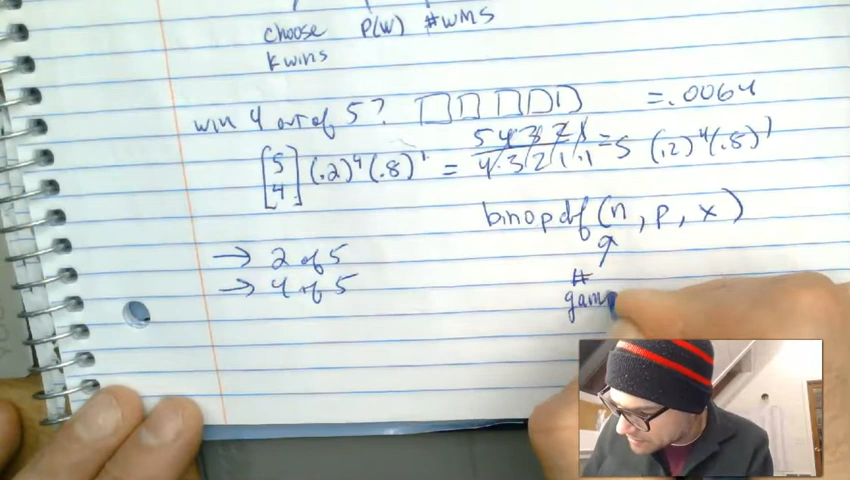 choose P(W) #wins
k wins
win 4 out of 5? =.0064
[5 4] (.2)^4(.8)^1 = 5 4 3 2 1 / 4·3 2 1·1 = 5 (.2)^4(.8)^1
binopdf(n, p, x)
→ 2 of 5
→ 4 of 5
#
gam